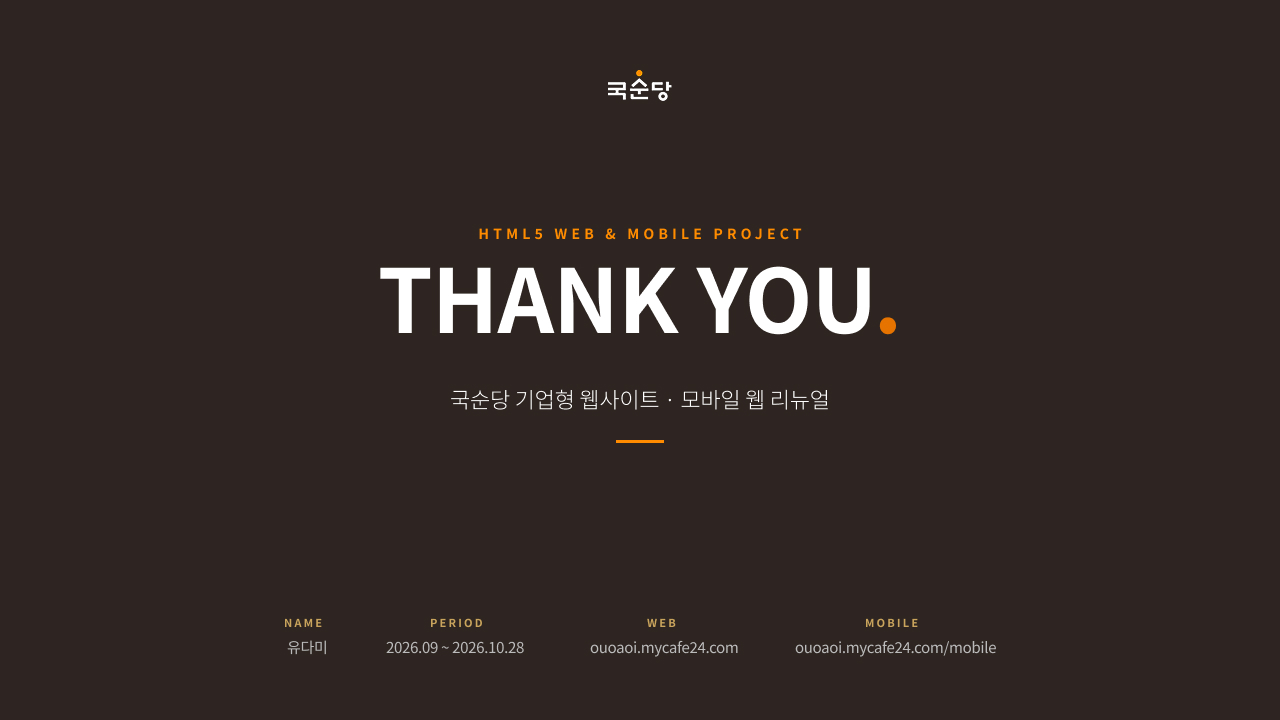 국순당
HTML5 WEB & MOBILE PROJECT
THANK YOU.
국순당 기업형 웹사이트 · 모바일 웹 리뉴얼
NAME PERIOD WEB MOBILE
유다미 2026.09 ~ 2026.10.28 ouoaoi.mycafe24.com ouoaoi.mycafe24.com/mobile